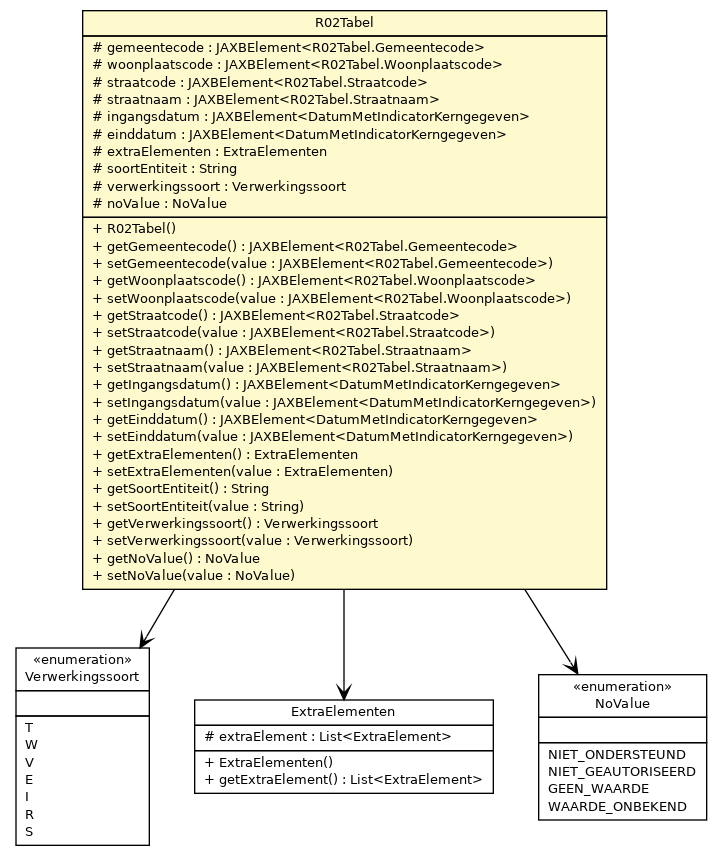 R02Tabel
# gemeentecode : JAXBElement<R02Tabel.Gemeentecode>
# woonplaatscode : JAXBElement<R02Tabel.Woonplaatscode>
# straatcode : JAXBElement<R02Tabel.Straatcode>
# straatnaam : JAXBElement<R02Tabel.Straatnaam>
# ingangsdatum : JAXBElement<DatumMetIndicatorKerngegeven>
# einddatum : JAXBElement<DatumMetIndicatorKerngegeven>
# extraElementen : ExtraElementen
# soortEntiteit : String
# verwerkingssoort : Verwerkingssoort
# noValue : NoValue
+ R02Tabel()
+ getGemeentecode() : JAXBElement<R02Tabel.Gemeentecode>
+ setGemeentecode(value : JAXBElement<R02Tabel.Gemeentecode>)
+ getWoonplaatscode() : JAXBElement<R02Tabel.Woonplaatscode>
+ setWoonplaatscode(value : JAXBElement<R02Tabel.Woonplaatscode>)
+ getStraatcode() : JAXBElement<R02Tabel.Straatcode>
+ setStraatcode(value : JAXBElement<R02Tabel.Straatcode>)
+ getStraatnaam() : JAXBElement<R02Tabel.Straatnaam>
+ setStraatnaam(value : JAXBElement<R02Tabel.Straatnaam>)
+ getIngangsdatum() : JAXBElement<DatumMetIndicatorKerngegeven>
+ setIngangsdatum(value : JAXBElement<DatumMetIndicatorKerngegeven>)
+ getEinddatum() : JAXBElement<DatumMetIndicatorKerngegeven>
+ setEinddatum(value : JAXBElement<DatumMetIndicatorKerngegeven>)
+ getExtraElementen() : ExtraElementen
+ setExtraElementen(value : ExtraElementen)
+ getSoortEntiteit() : String
+ setSoortEntiteit(value : String)
+ getVerwerkingssoort() : Verwerkingssoort
+ setVerwerkingssoort(value : Verwerkingssoort)
+ getNoValue() : NoValue
+ setNoValue(value : NoValue)
«enumeration»
Verwerkingssoort
T
W
V
E
I
R
S
ExtraElementen
# extraElement : List<ExtraElement>
+ ExtraElementen()
+ getExtraElement() : List<ExtraElement>
«enumeration»
NoValue
NIET_ONDERSTEUND
NIET_GEAUTORISEERD
GEEN_WAARDE
WAARDE_ONBEKEND